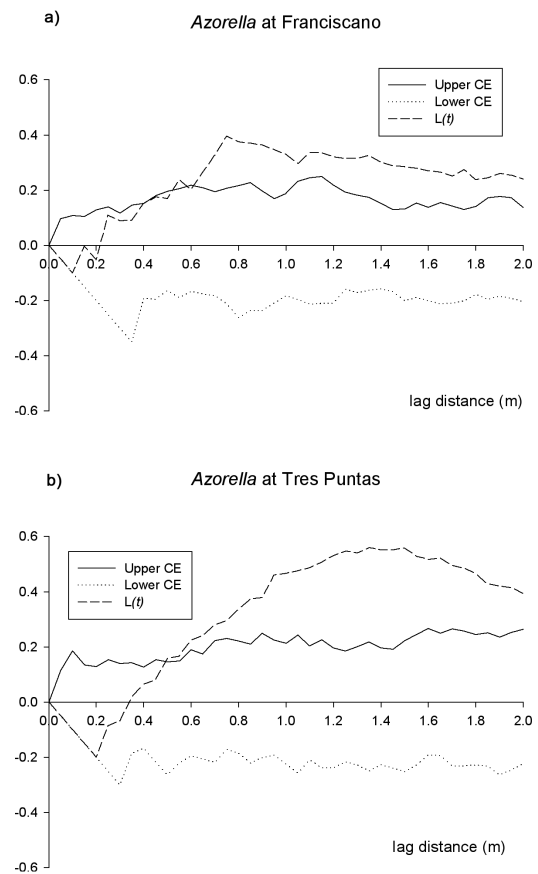 a)
Azorella at Franciscano
0.6
Upper CE
Lower CE
L(t)
0.4
0.2
0.0
0.0 0.2 0.4 0.6 0.8 1.0 1.2 1.4 1.6 1.8 2.0
-0.2
-0.4
lag distance (m)
-0.6
b)
Azorella at Tres Puntas
0.6
Upper CE
Lower CE
L(t)
0.4
0.2
0.0
0.0 0.2 0.4 0.6 0.8 1.0 1.2 1.4 1.6 1.8 2.0
-0.2
-0.4
lag distance (m)
-0.6